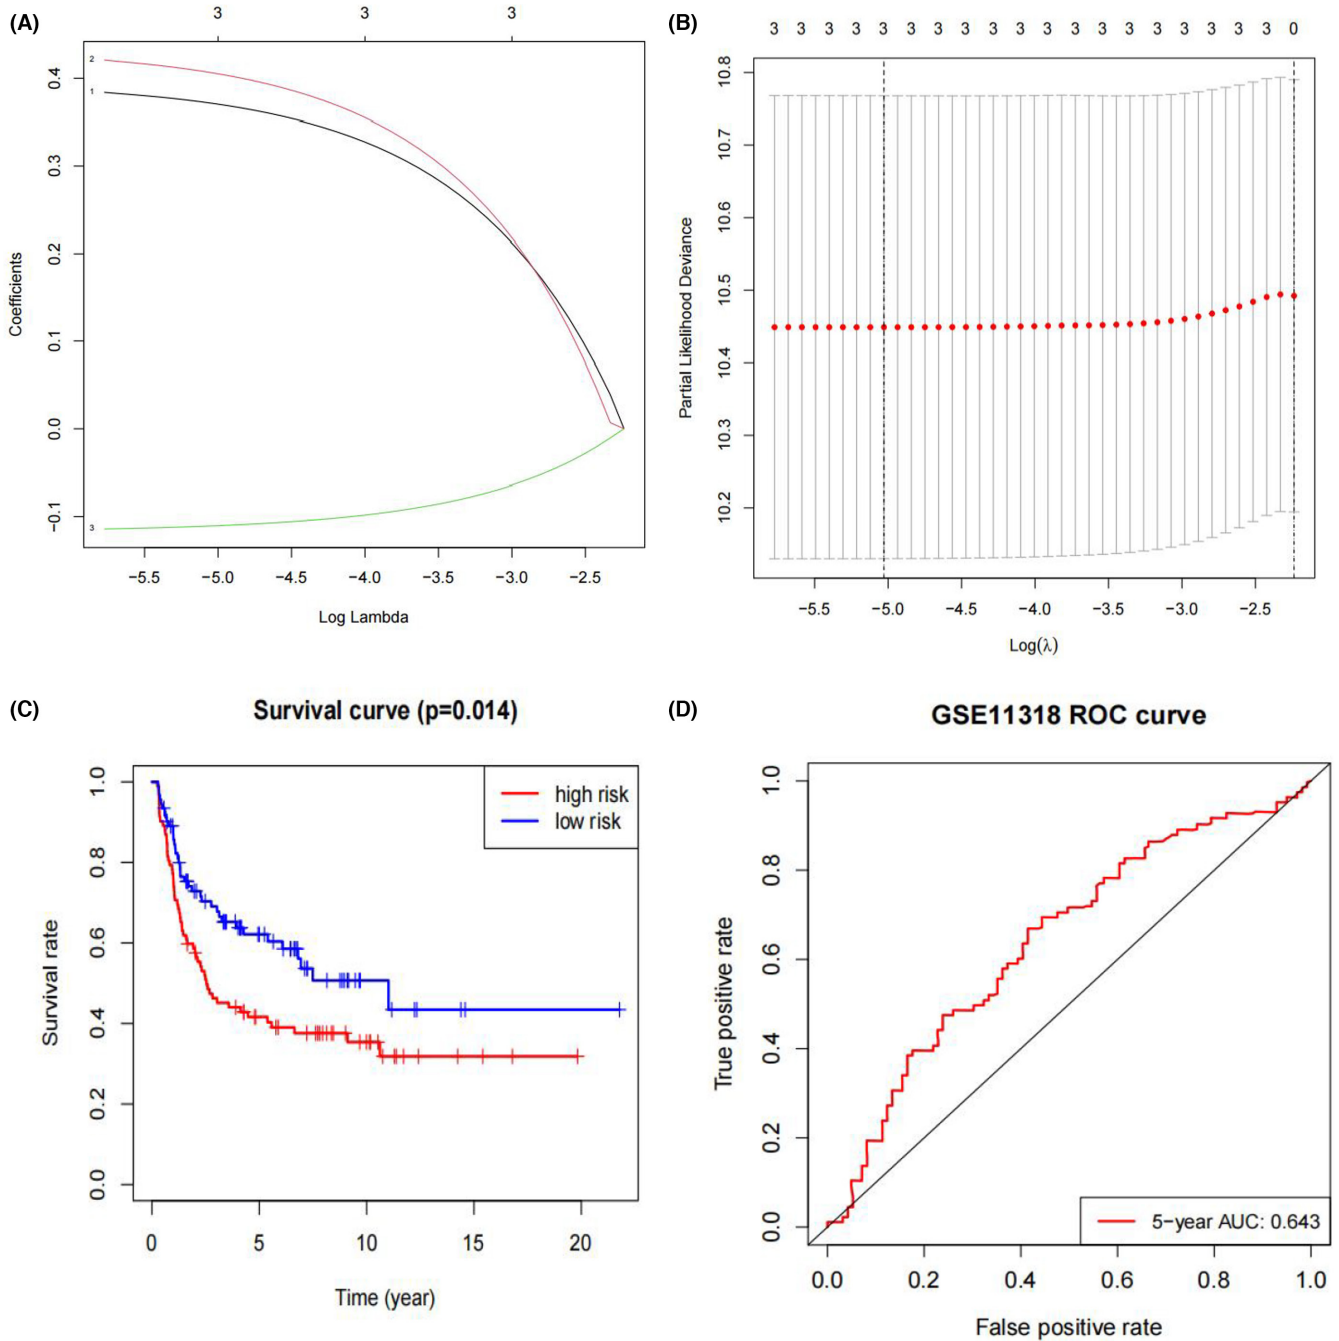 (A)
3 3 3
2
1
3
0.4
0.3
0.2
0.1
0.0
−0.1
Coefficients
−5.5 −5.0 −4.5 −4.0 −3.5 −3.0 −2.5
Log Lambda
(B)
3 3 3 3 3 3 3 3 3 3 3 3 3 3 3 3 3 3 3 0
10.8
10.7
10.6
10.5
10.4
10.3
10.2
Partial Likelihood Deviance
−5.5 −5.0 −4.5 −4.0 −3.5 −3.0 −2.5
Log(λ)
(C)
Survival curve (p=0.014)
high risk
low risk
1.0
0.8
0.6
0.4
0.2
0.0
Survival rate
0 5 10 15 20
Time (year)
(D)
GSE11318 ROC curve
1.0
0.8
0.6
0.4
0.2
0.0
True positive rate
5−year AUC: 0.643
0.0 0.2 0.4 0.6 0.8 1.0
False positive rate